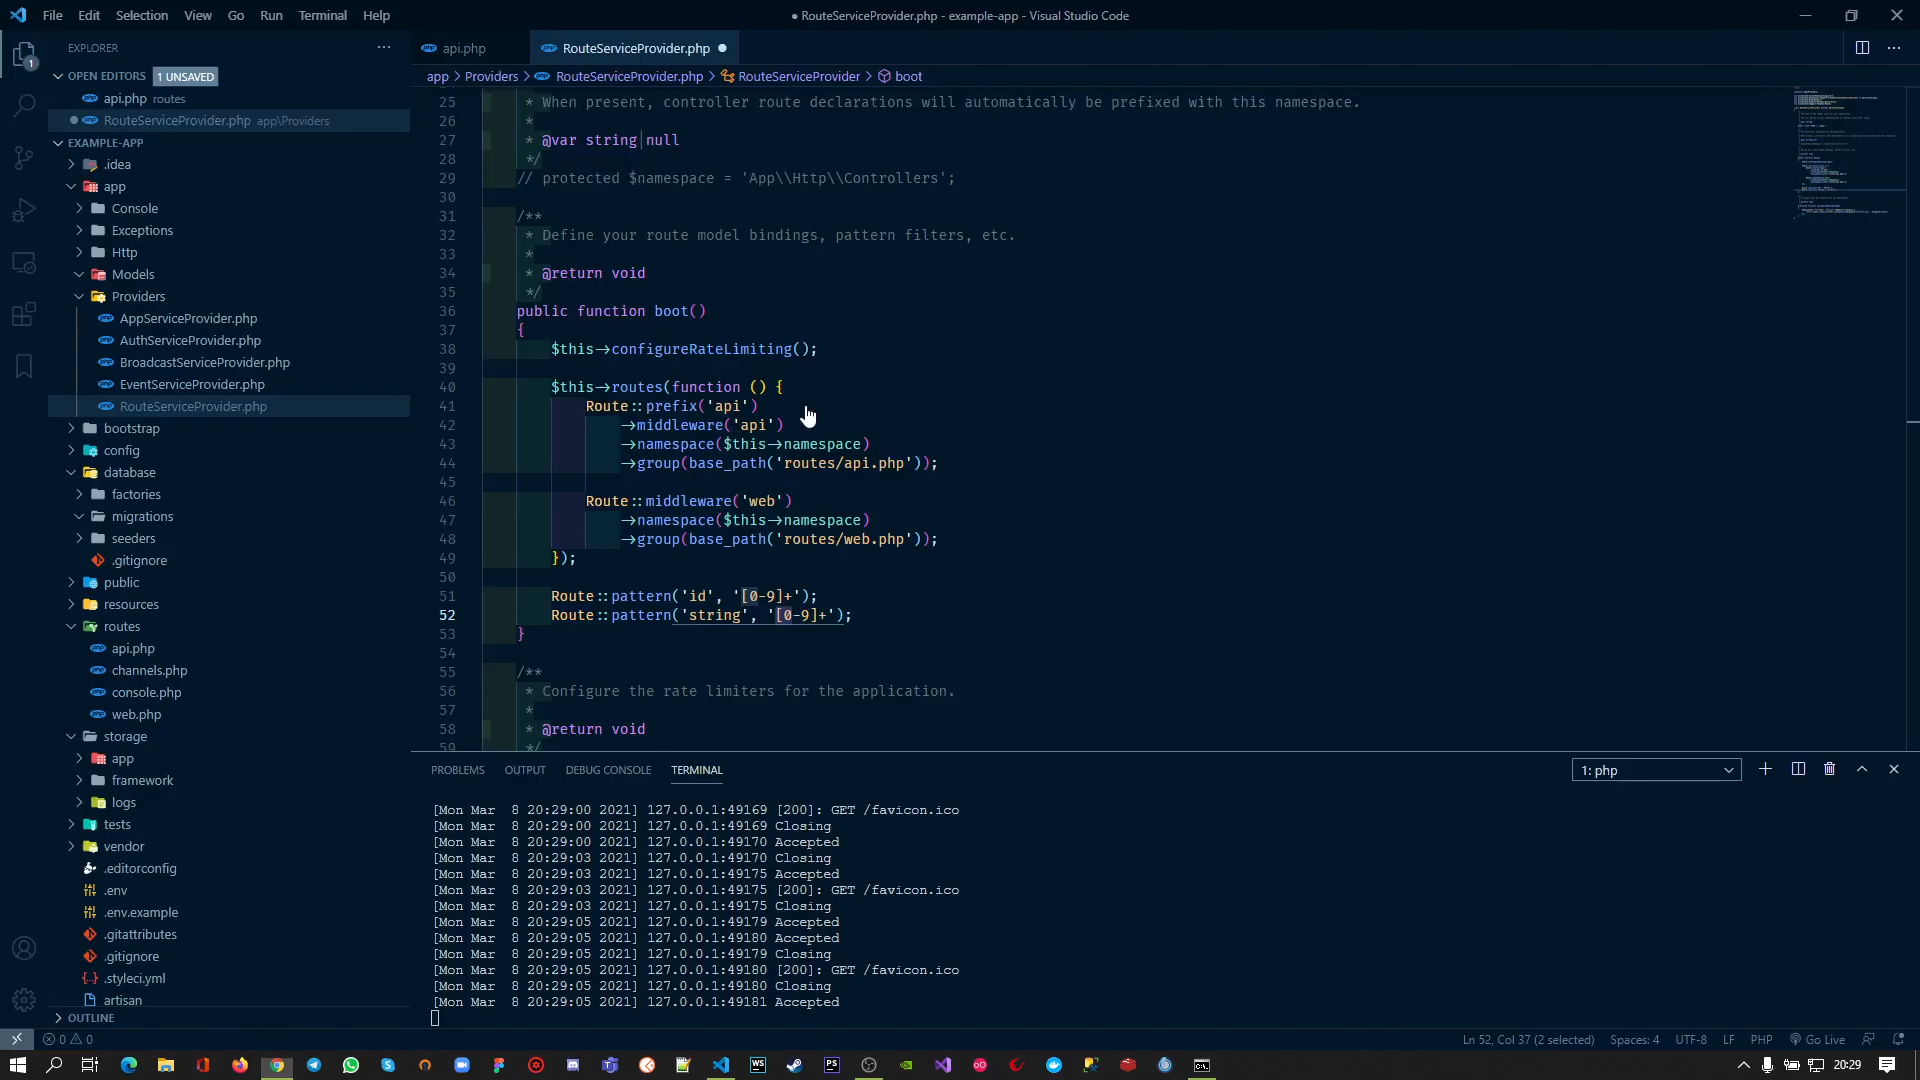 File Edit Selection View Go Run Terminal Help
● RouteServiceProvider.php - example-app - Visual Studio Code
EXPLORER
OPEN EDITORS 1 UNSAVED
api.php routes
RouteServiceProvider.php app\Providers
EXAMPLE-APP
.idea
app
Console
Exceptions
Http
Models
Providers
AppServiceProvider.php
AuthServiceProvider.php
BroadcastServiceProvider.php
EventServiceProvider.php
RouteServiceProvider.php
bootstrap
config
database
factories
migrations
seeders
.gitignore
public
resources
routes
api.php
channels.php
console.php
web.php
storage
app
framework
logs
tests
vendor
.editorconfig
.env
.env.example
.gitattributes
.gitignore
.styleci.yml
artisan
OUTLINE
api.php RouteServiceProvider.php
app > Providers > RouteServiceProvider.php > RouteServiceProvider > boot
25 * When present, controller route declarations will automatically be prefixed with this namespace.
26 *
27 * @var string|null
28 */
29 // protected $namespace = 'App\\Http\\Controllers';
30
31 /**
32 * Define your route model bindings, pattern filters, etc.
33 *
34 * @return void
35 */
36 public function boot()
37 {
38 $this->configureRateLimiting();
39
40 $this->routes(function () {
41 Route::prefix('api')
42 ->middleware('api')
43 ->namespace($this->namespace)
44 ->group(base_path('routes/api.php'));
45
46 Route::middleware('web')
47 ->namespace($this->namespace)
48 ->group(base_path('routes/web.php'));
49 });
50
51 Route::pattern('id', '[0-9]+');
52 Route::pattern('string', '[0-9]+');
53 }
54
55 /**
56 * Configure the rate limiters for the application.
57 *
58 * @return void
59 */
PROBLEMS OUTPUT DEBUG CONSOLE TERMINAL
1: php
[Mon Mar  8 20:29:00 2021] 127.0.0.1:49169 [200]: GET /favicon.ico
[Mon Mar  8 20:29:00 2021] 127.0.0.1:49169 Closing
[Mon Mar  8 20:29:00 2021] 127.0.0.1:49170 Accepted
[Mon Mar  8 20:29:03 2021] 127.0.0.1:49170 Closing
[Mon Mar  8 20:29:03 2021] 127.0.0.1:49175 Accepted
[Mon Mar  8 20:29:03 2021] 127.0.0.1:49175 [200]: GET /favicon.ico
[Mon Mar  8 20:29:03 2021] 127.0.0.1:49175 Closing
[Mon Mar  8 20:29:05 2021] 127.0.0.1:49179 Accepted
[Mon Mar  8 20:29:05 2021] 127.0.0.1:49180 Accepted
[Mon Mar  8 20:29:05 2021] 127.0.0.1:49179 Closing
[Mon Mar  8 20:29:05 2021] 127.0.0.1:49180 [200]: GET /favicon.ico
[Mon Mar  8 20:29:05 2021] 127.0.0.1:49180 Closing
[Mon Mar  8 20:29:05 2021] 127.0.0.1:49181 Accepted
0 0
Ln 52, Col 37 (2 selected) Spaces: 4 UTF-8 LF PHP Go Live
20:29